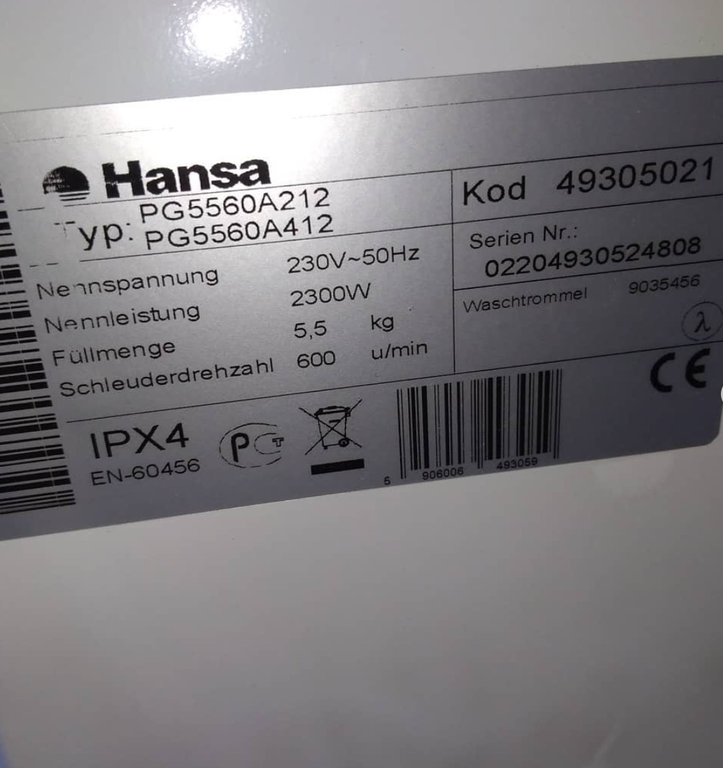 Hansa
Typ: PG5560A212
PG5560A412
Nennspannung 230V~50Hz
Nennleistung 2300W
Füllmenge 5,5 kg
Schleuderdrehzahl 600 u/min
Kod 49305021
Serien Nr.:
02204930524808
Waschtrommel 9035456
λ
CE
IPX4
EN-60456
PCT
5 906006 493059